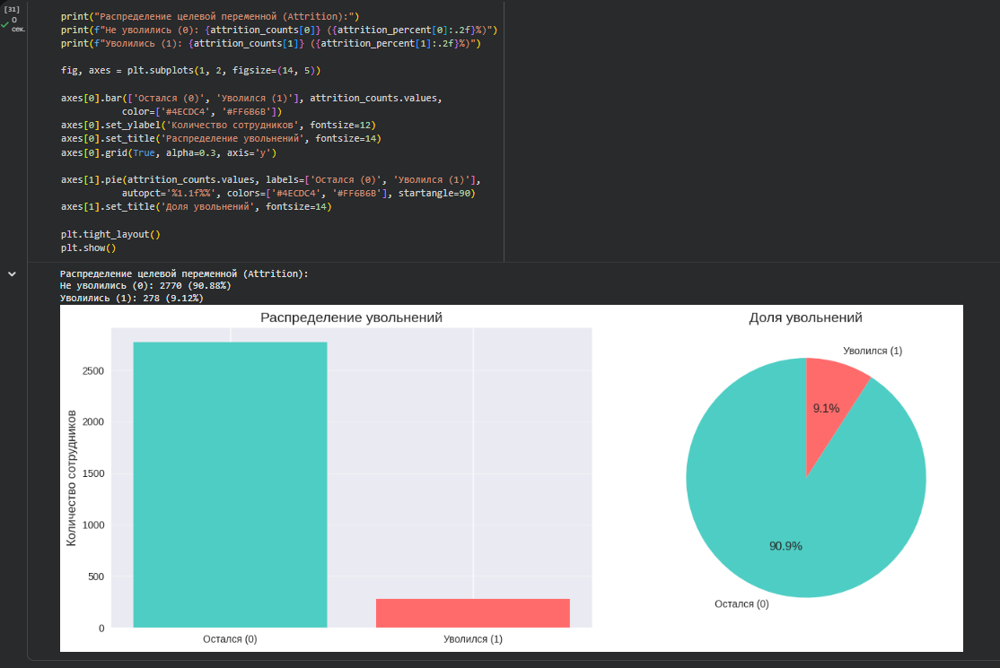 [31]
0
сек.
print("Распределение целевой переменной (Attrition):")
print(f"Не уволились (0): {attrition_counts[0]} ({attrition_percent[0]:.2f}%)")
print(f"Уволились (1): {attrition_counts[1]} ({attrition_percent[1]:.2f}%)")
fig, axes = plt.subplots(1, 2, figsize=(14, 5))
axes[0].bar(['Остался (0)', 'Уволился (1)'], attrition_counts.values,
color=['#4ECDC4', '#FF6B6B'])
axes[0].set_ylabel('Количество сотрудников', fontsize=12)
axes[0].set_title('Распределение увольнений', fontsize=14)
axes[0].grid(True, alpha=0.3, axis='y')
axes[1].pie(attrition_counts.values, labels=['Остался (0)', 'Уволился (1)'],
autopct='%1.1f%%', colors=['#4ECDC4', '#FF6B6B'], startangle=90)
axes[1].set_title('Доля увольнений', fontsize=14)
plt.tight_layout()
plt.show()
Распределение целевой переменной (Attrition):
Не уволились (0): 2770 (90.88%)
Уволились (1): 278 (9.12%)
Распределение увольнений
Количество сотрудников
2500
2000
1500
1000
500
0
Остался (0)
Уволился (1)
Доля увольнений
Уволился (1)
9.1%
90.9%
Остался (0)